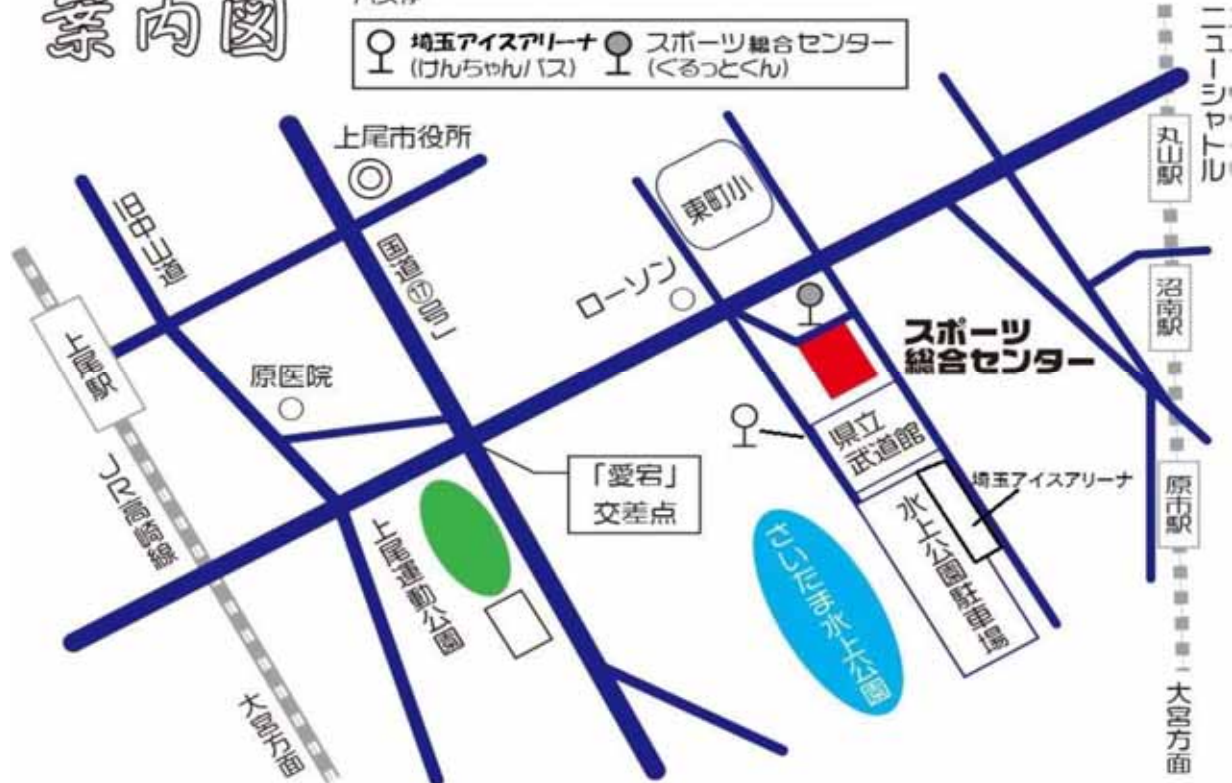 案内図
埼玉アイスアリーナ
(けんちゃんバス)
スポーツ総合センター
(ぐるっとくん)
ニューシャトル
上尾市役所
旧中山道
国道⑰号
東町小
丸山駅
ローソン
沼南駅
上尾駅
原医院
スポーツ
総合センター
県立
武道館
「愛宕」
交差点
埼玉アイスアリーナ
原市駅
JR高崎線
上尾運動公園
さいたま水上公園
水上公園駐車場
大宮方面
大宮方面